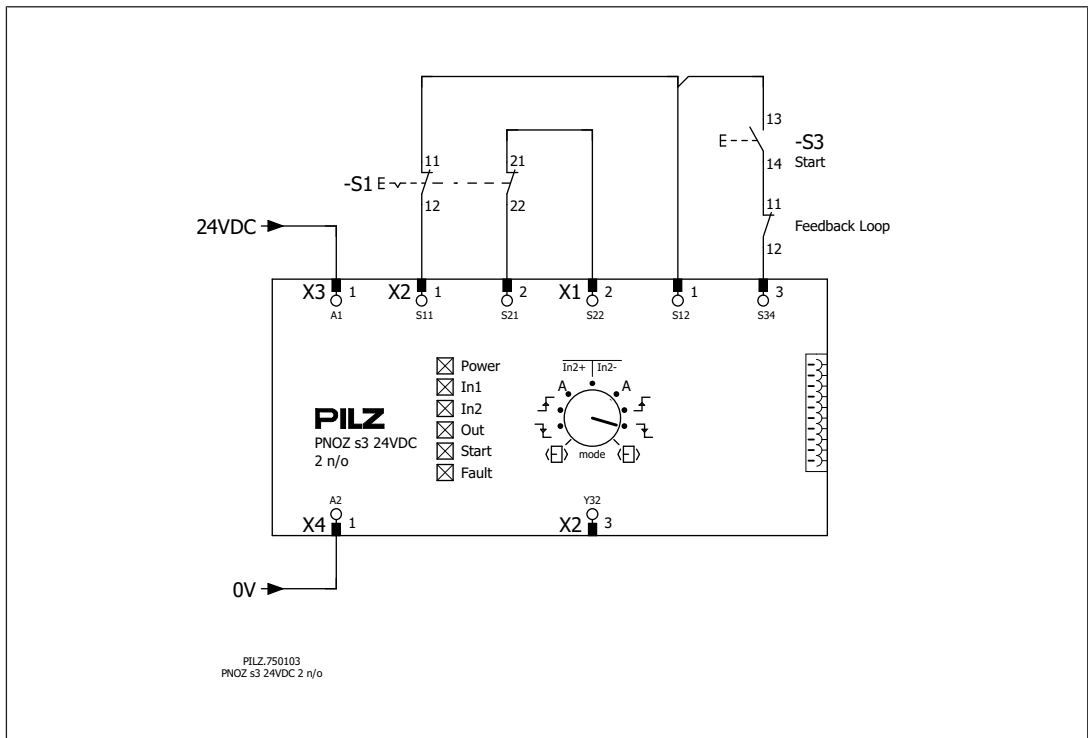 13
-S3
14
Start
11
21
-S1
12
22
11
Feedback Loop
12
24VDC
X3 1
X2 1
2
X1 2
1
3
A1
S11
S21
S22
S12
S34
Power
In1
In2
Out
Start
Fault
In2+ In2-
A
A
mode
PILZ
PNOZ s3 24VDC
2 n/o
A2
X4 1
Y32
X2 3
0V
PILZ.750103
PNOZ s3 24VDC 2 n/o